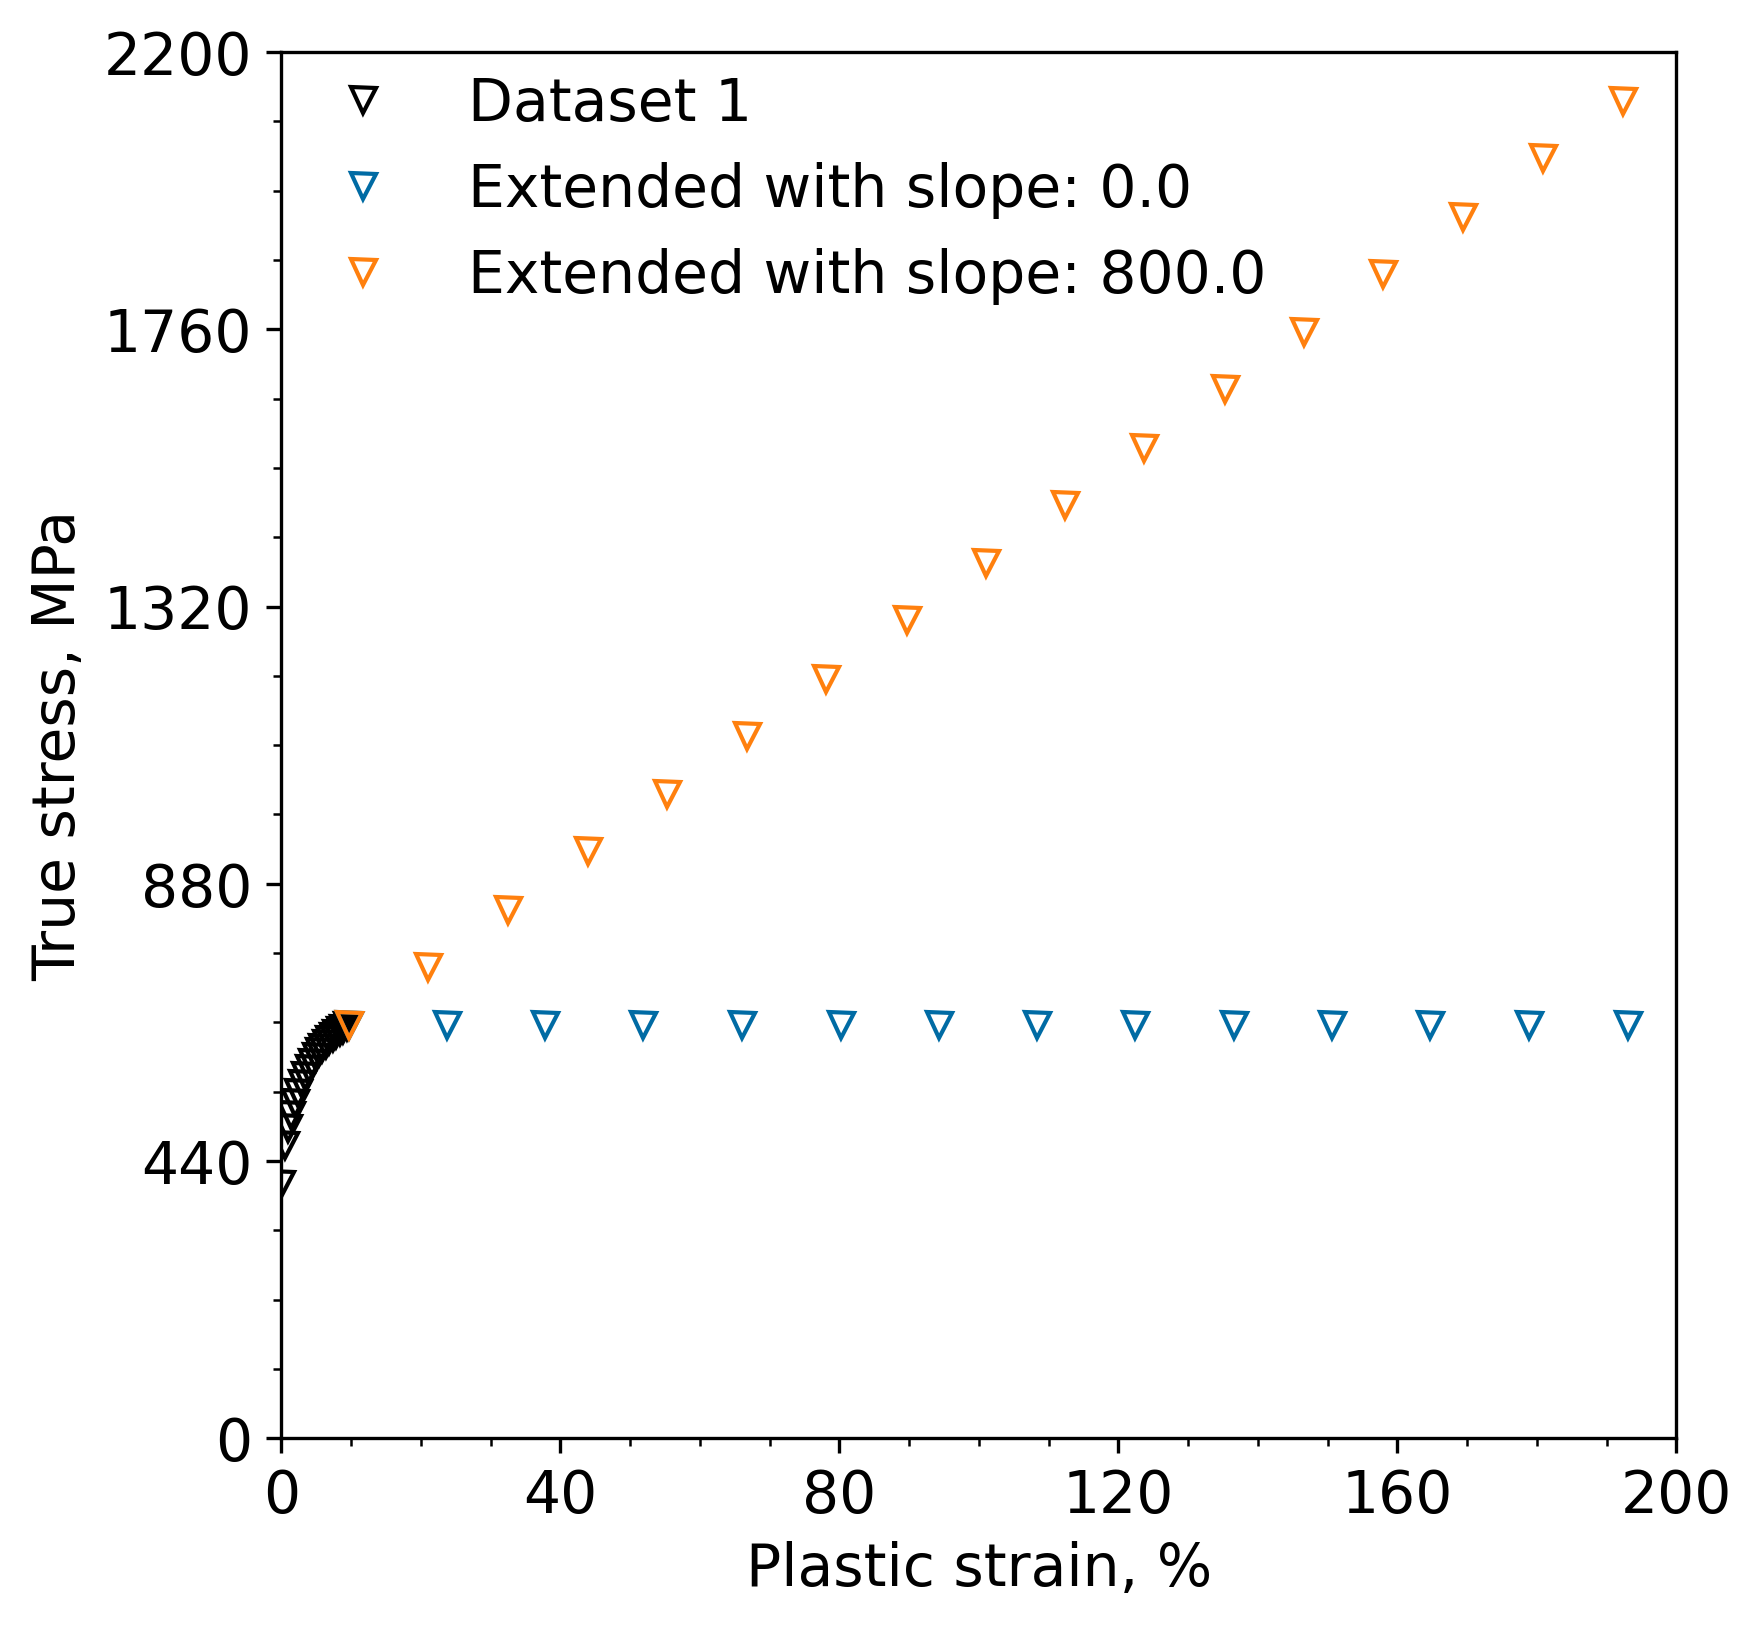 2200
1760
1320
880
440
0
True stress, MPa
Dataset 1
Extended with slope: 0.0
Extended with slope: 800.0
0 40 80 120 160 200
Plastic strain, %